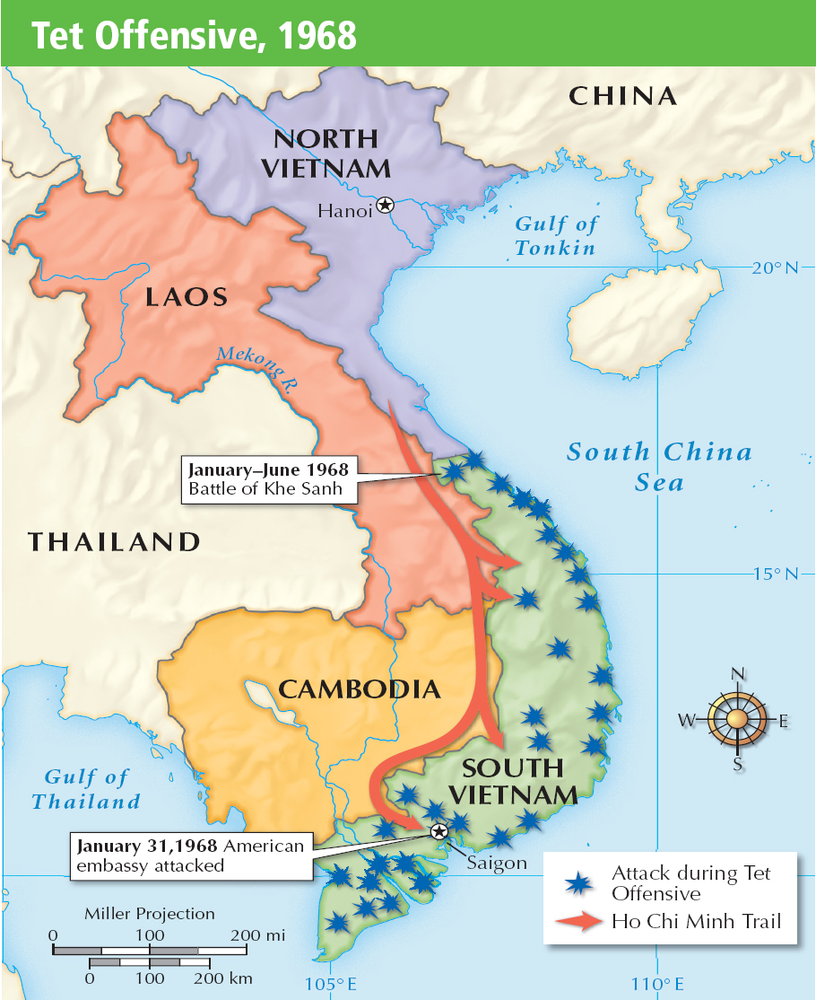 Tet Offensive, 1968
CHINA
NORTH
VIETNAM
Hanoi
Gulf of
Tonkin
20°N
LAOS
Mekong R.
South China
Sea
January–June 1968
Battle of Khe Sanh
THAILAND
15°N
CAMBODIA
N
W
E
S
SOUTH
VIETNAM
Gulf of
Thailand
January 31,1968 American
embassy attacked
Saigon
Attack during Tet
Offensive
Ho Chi Minh Trail
Miller Projection
0 100 200 mi
0 100 200 km
105°E
110°E